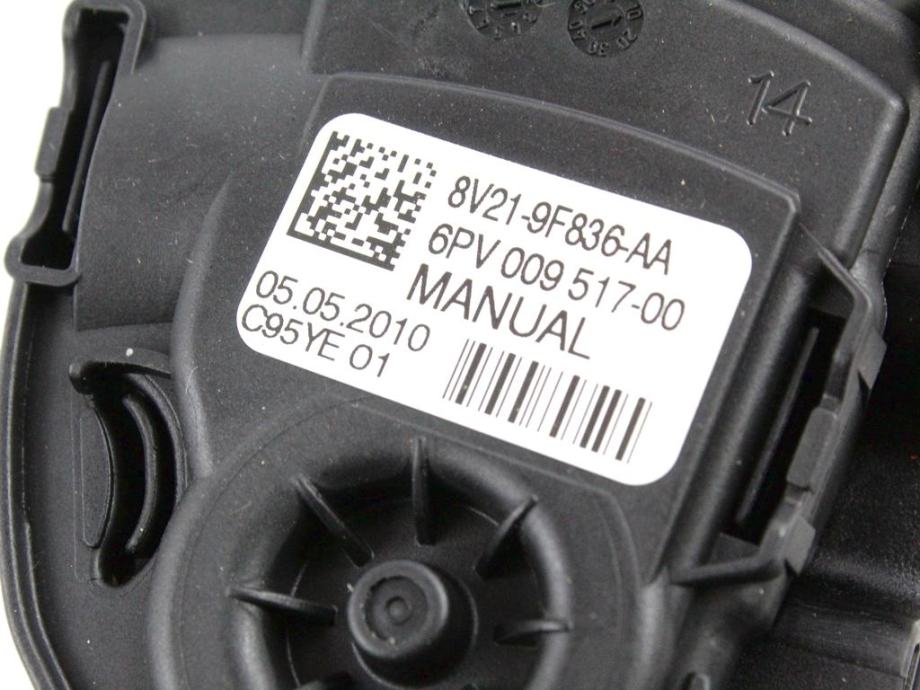 14
8V21-9F836-AA
6PV 009 517-00
MANUAL
05.05.2010
C95YE 01